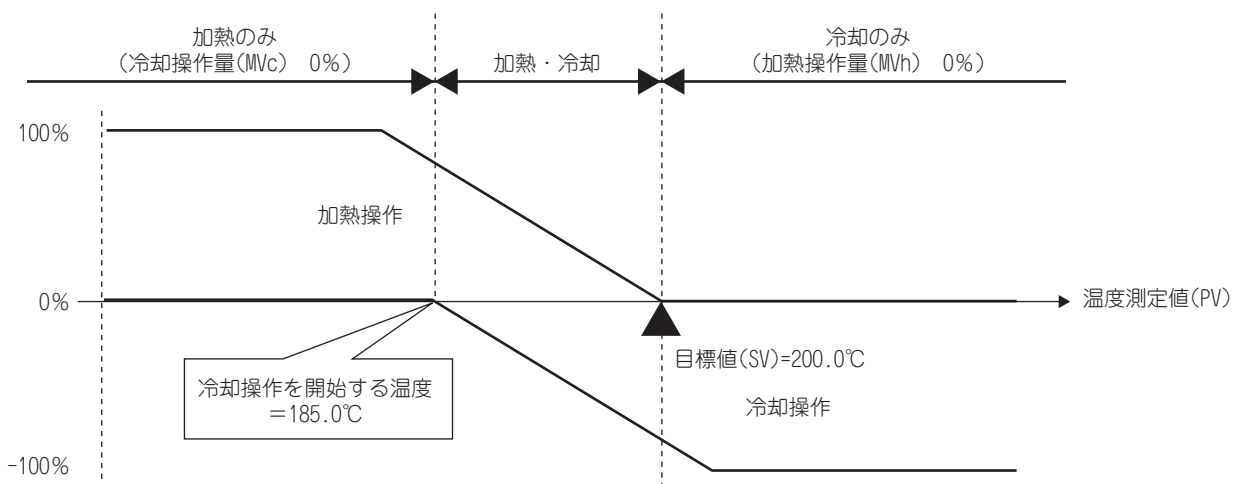 加熱のみ
(冷却操作量(MVc) 0%)
加熱・冷却
冷却のみ
(加熱操作量(MVh) 0%)
100%
加熱操作
0%
温度測定値(PV)
目標値(SV)=200.0℃
冷却操作を開始する温度
=185.0℃
冷却操作
-100%